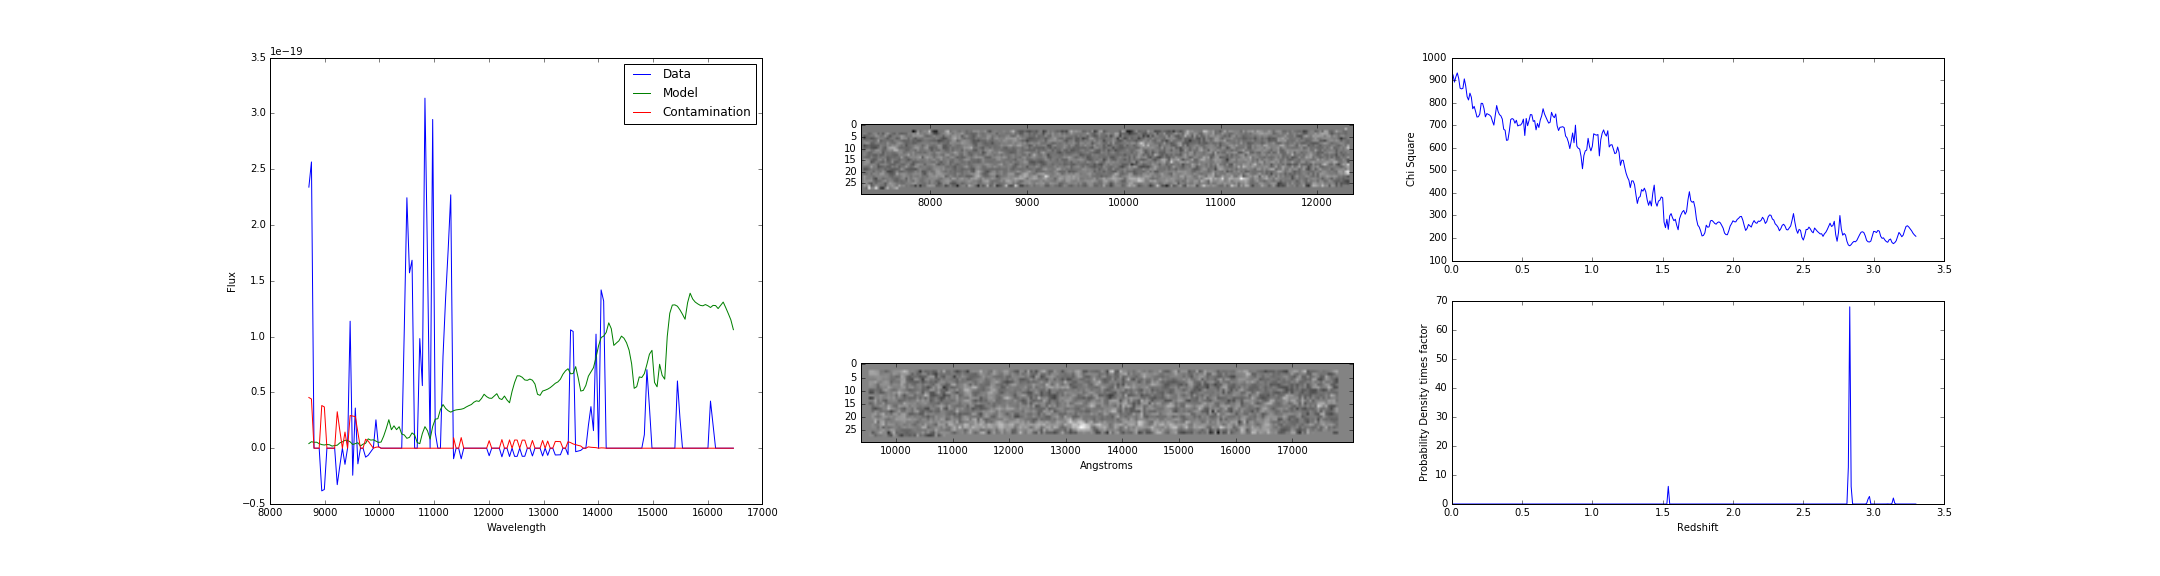 1e−19
3.5
3.0
2.5
2.0
1.5
1.0
0.5
0.0
−0.5
Flux
8000 9000 10000 11000 12000 13000 14000 15000 16000 17000
Wavelength
Data
Model
Contamination
0
5
10
15
20
25
8000 9000 10000 11000 12000
0
5
10
15
20
25
10000 11000 12000 13000 14000 15000 16000 17000
Angstroms
1000
900
800
700
600
500
400
300
200
100
Chi Square
0.0 0.5 1.0 1.5 2.0 2.5 3.0 3.5
70
60
50
40
30
20
10
0
Probability Density times factor
0.0 0.5 1.0 1.5 2.0 2.5 3.0 3.5
Redshift